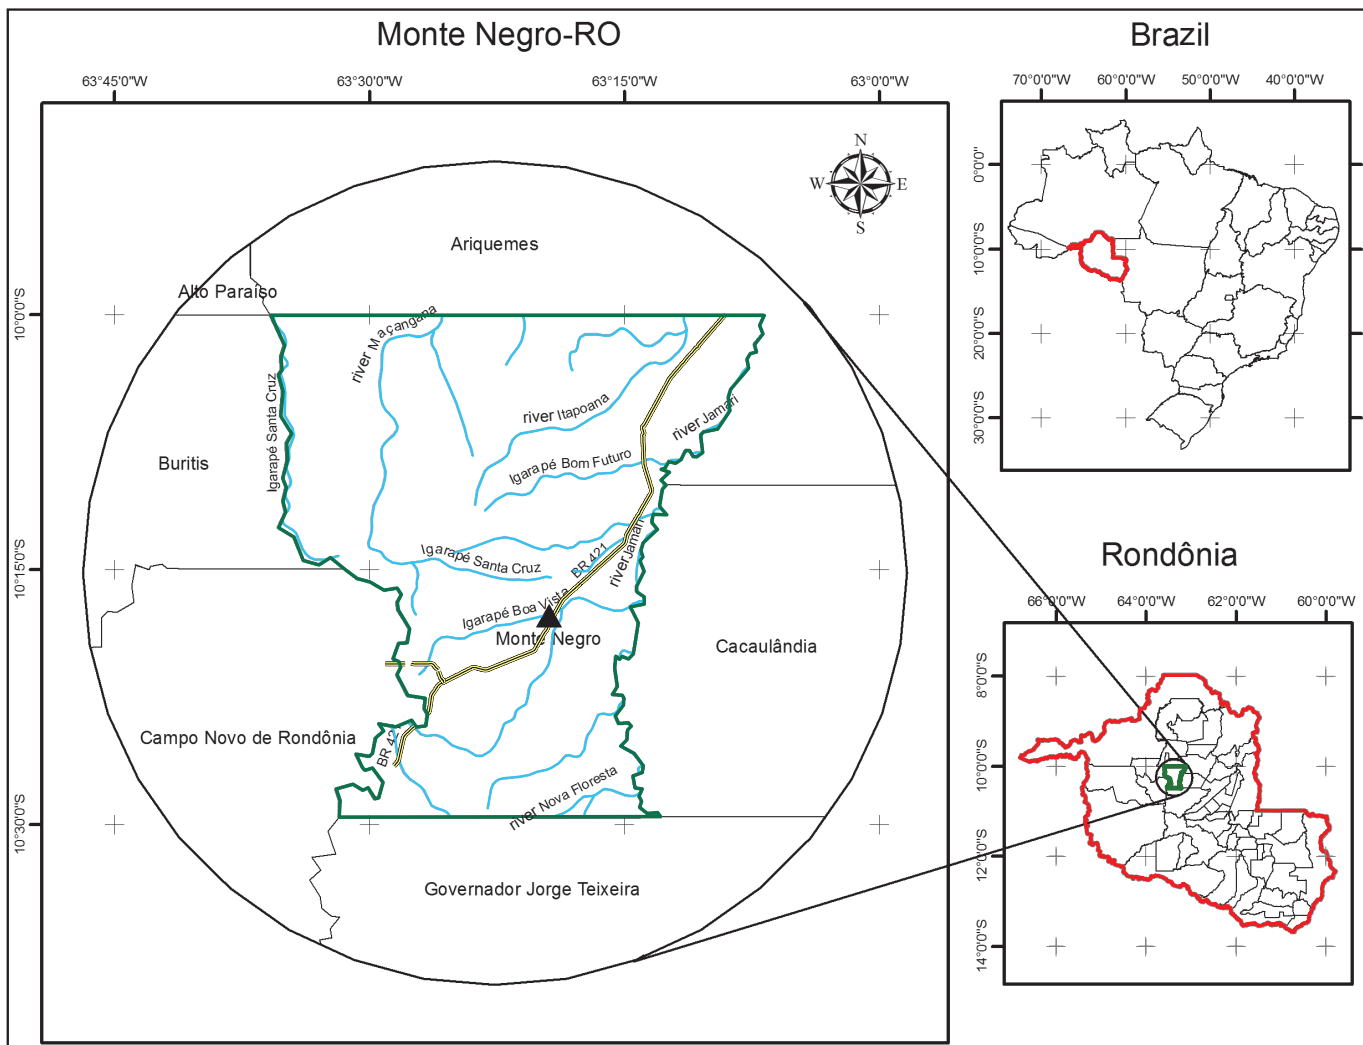 Monte Negro-RO
63°45'0"W
63°30'0"W
63°15'0"W
63°0'0"W
10°0'0"S
10°15'0"S
10°30'0"S
N
W
E
S
Ariquemes
Alto Paraíso
river Maçangana
Igarapé Santa Cruz
river Itapoana
river Jamari
Buritis
Igarapé Bom Futuro
Igarapé Santa Cruz
BR 421
river Jamari
Igarapé Boa Vista
Monte Negro
Cacaulândia
Campo Novo de Rondônia
BR 42
river Nova Floresta
Governador Jorge Teixeira
Brazil
70°0'0"W
60°0'0"W
50°0'0"W
40°0'0"W
0°0'0"
10°0'0"S
20°0'0"S
30°0'0"S
Rondônia
66°0'0"W
64°0'0"W
62°0'0"W
60°0'0"W
8°0'0"S
10°0'0"S
12°0'0"S
14°0'0"S